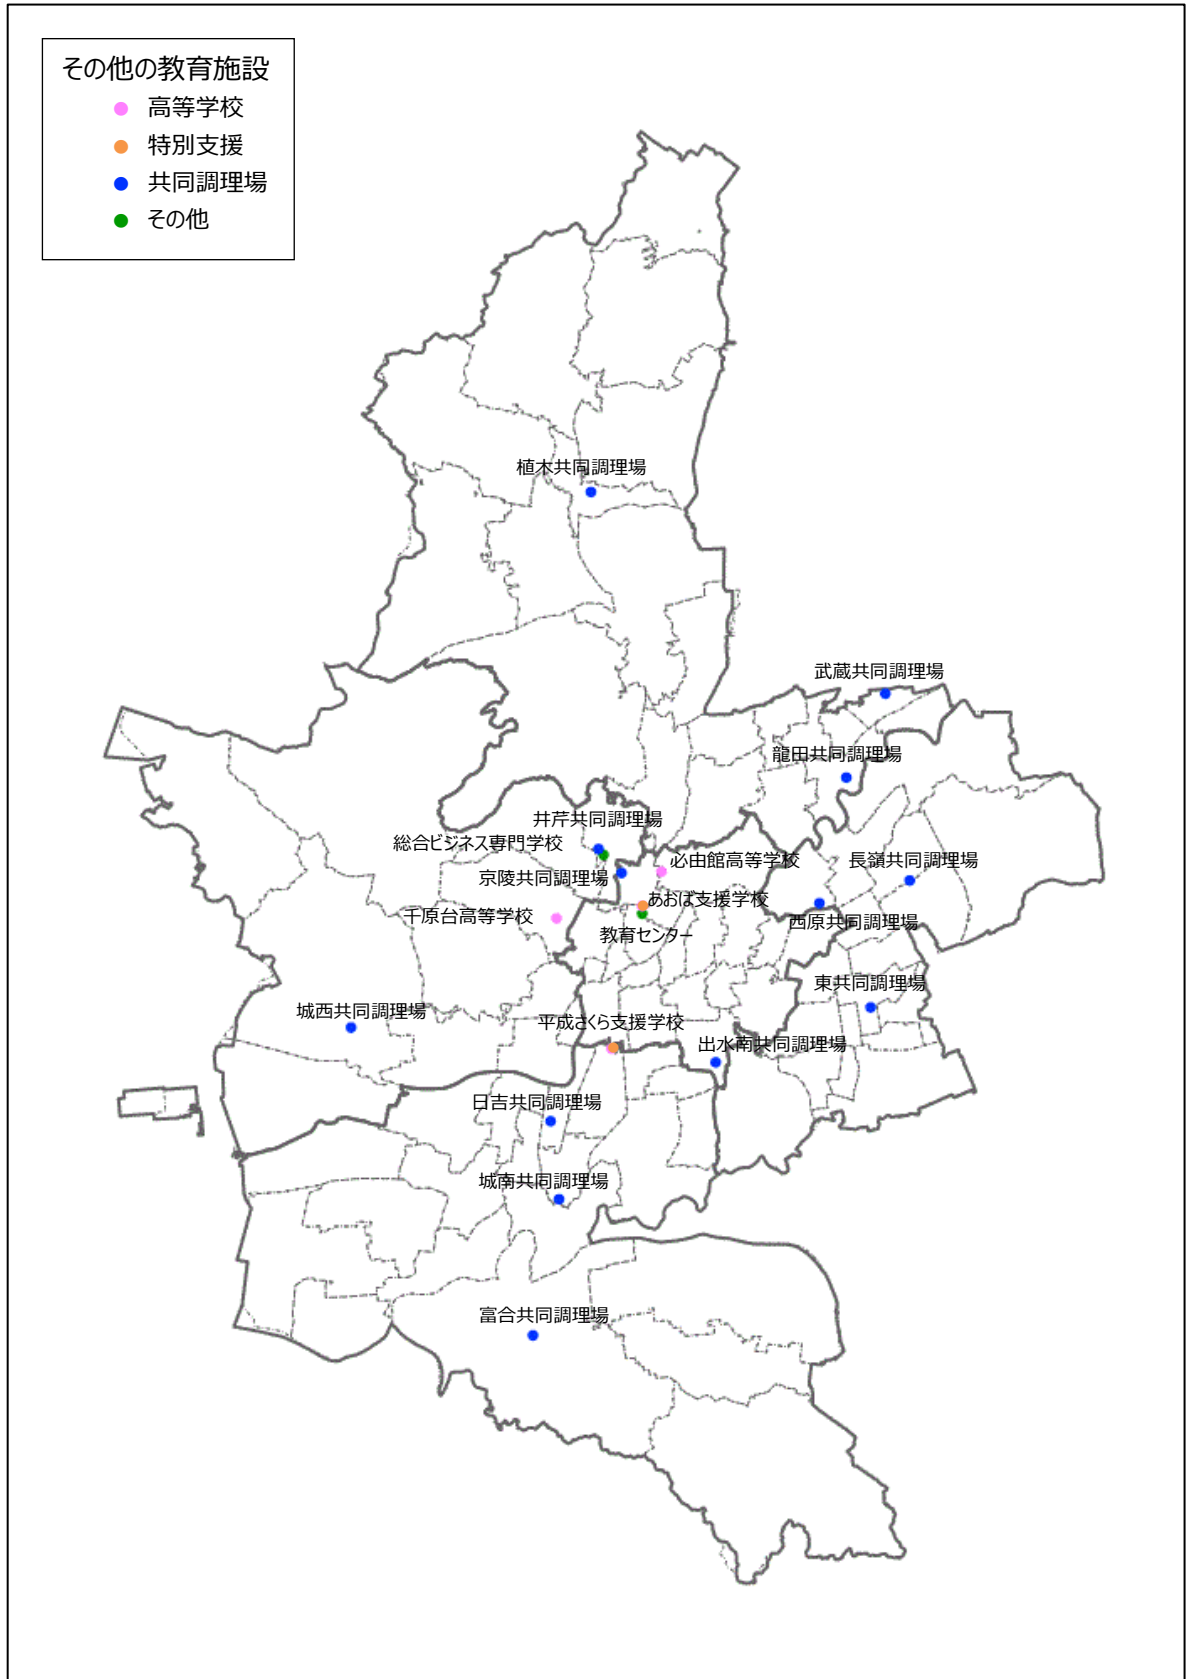 その他の教育施設
高等学校
特別支援
共同調理場
その他
植木共同調理場
武蔵共同調理場
龍田共同調理場
井芹共同調理場
総合ビジネス専門学校
必由館高等学校
長嶺共同調理場
京陵共同調理場
あおば支援学校
千原台高等学校
西原共同調理場
教育センター
東共同調理場
城西共同調理場
平成さくら支援学校
出水南共同調理場
日吉共同調理場
城南共同調理場
富合共同調理場